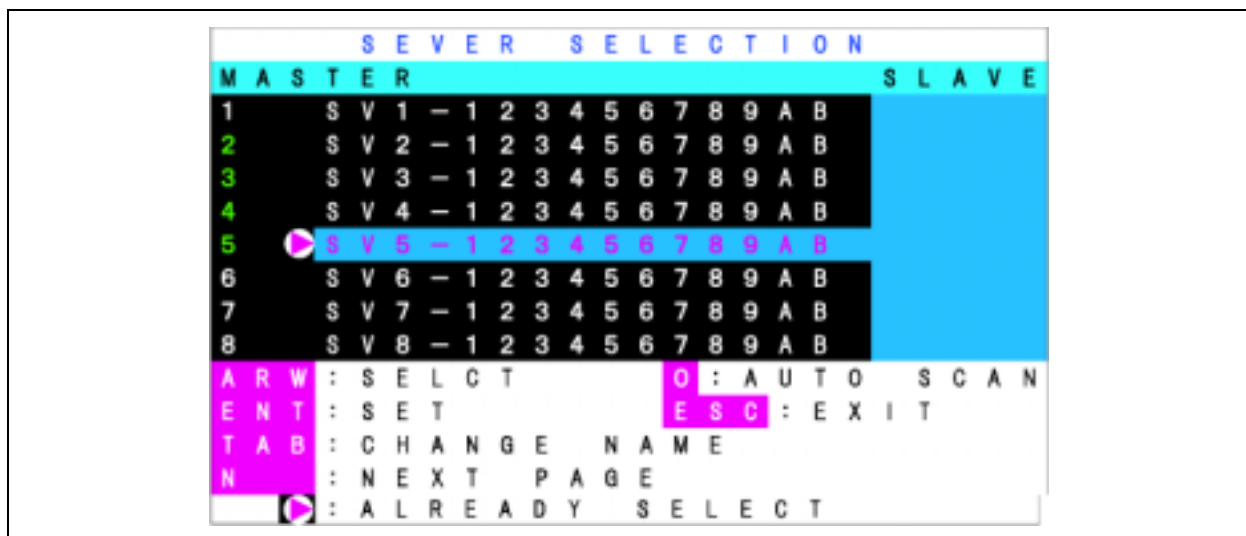 SEVER SELECTION
MASTER SLAVE
1 SV1-123456789AB
2 SV2-123456789AB
3 SV3-123456789AB
4 SV4-123456789AB
5 SV5-123456789AB
6 SV6-123456789AB
7 SV7-123456789AB
8 SV8-123456789AB
ARW:SELCT O:AUTO SCAN
ENT:SET ESC:EXIT
TAB:CHANGE NAME
N :NEXT PAGE
:ALREADY SELECT